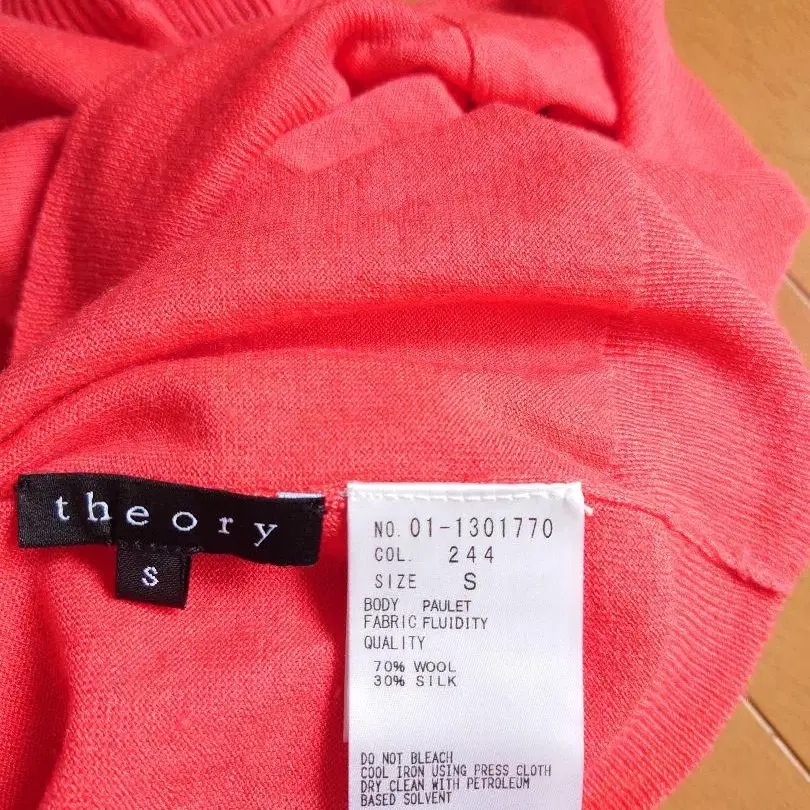 theory
S
NO. 01-1301770
COL. 244
SIZE S
BODY PAULET
FABRIC FLUIDITY
QUALITY
70% WOOL
30% SILK
DO NOT BLEACH
COOL IRON USING PRESS CLOTH
DRY CLEAN WITH PETROLEUM
BASED SOLVENT